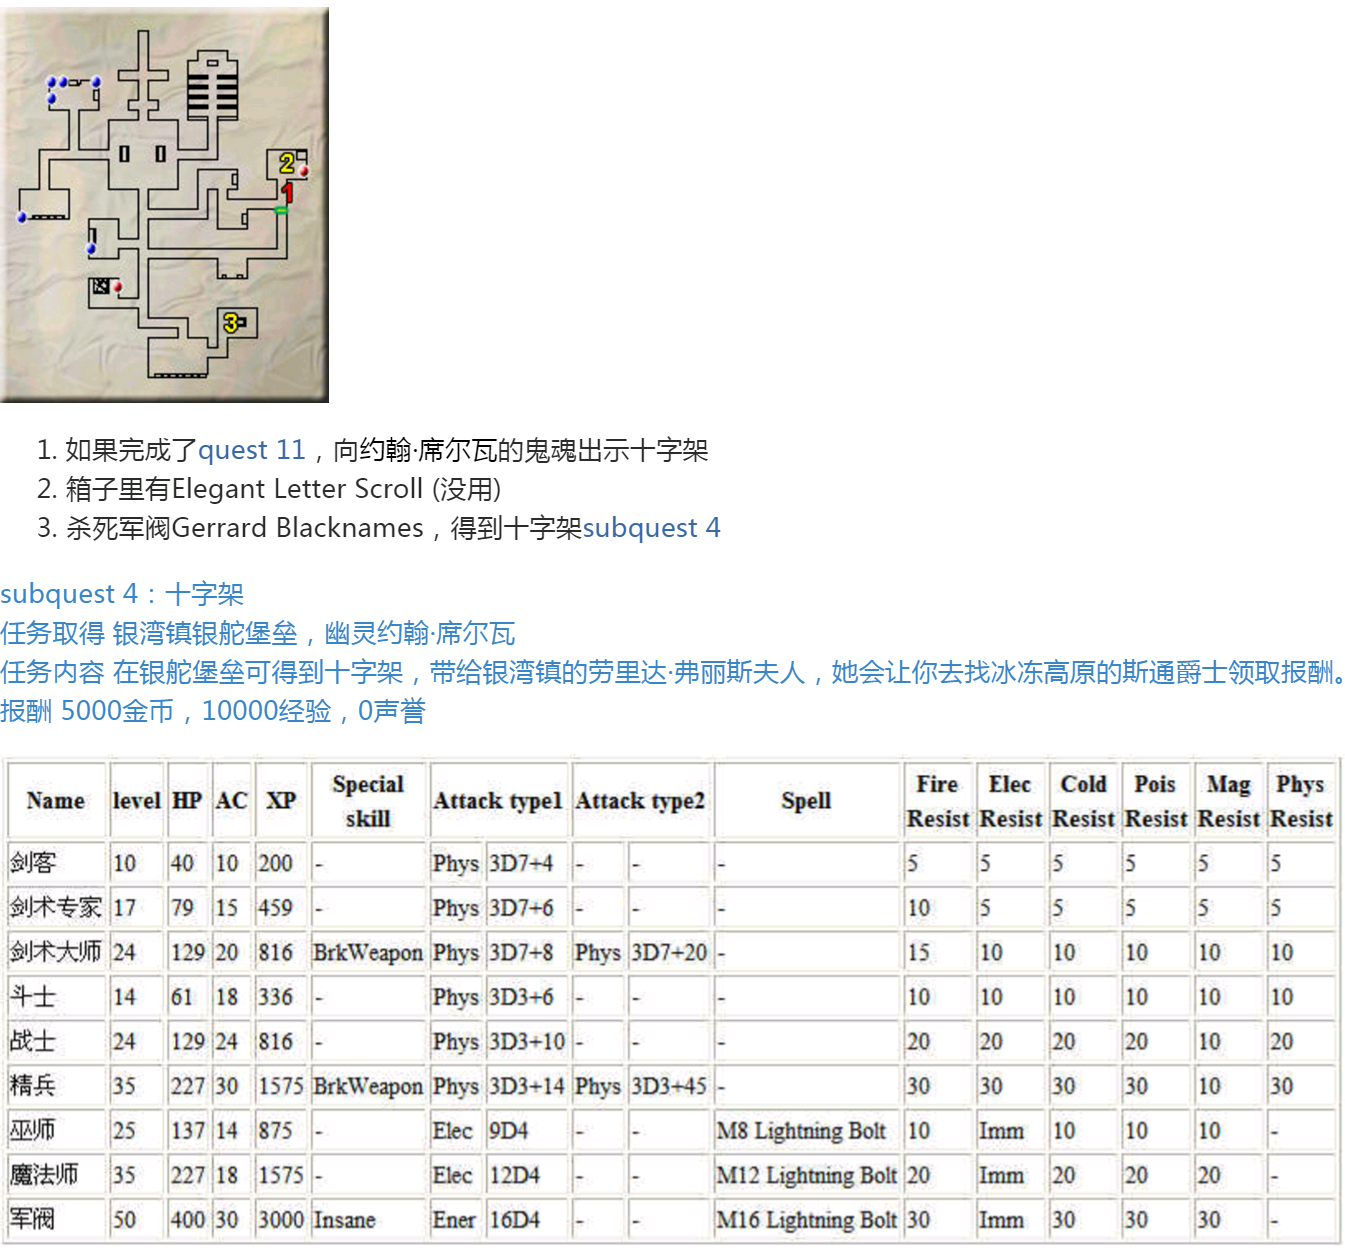 2
1
3
1. 如果完成了quest 11，向约翰·席尔瓦的鬼魂出示十字架
2. 箱子里有Elegant Letter Scroll (没用)
3. 杀死军阀Gerrard Blacknames，得到十字架subquest 4
subquest 4：十字架
任务取得 银湾镇银舵堡垒，幽灵约翰·席尔瓦
任务内容 在银舵堡垒可得到十字架，带给银湾镇的劳里达·弗丽斯夫人，她会让你去找冰冻高原的斯通爵士领取报酬。
报酬 5000金币，10000经验，0声誉
Name level HP AC XP Special skill Attack type1 Attack type2 Spell Fire Resist Elec Resist Cold Resist Pois Resist Mag Resist Phys Resist
剑客 10 40 10 200 - Phys 3D7+4 - - - 5 5 5 5 5 5
剑术专家 17 79 15 459 - Phys 3D7+6 - - - 10 5 5 5 5 5
剑术大师 24 129 20 816 BrkWeapon Phys 3D7+8 Phys 3D7+20 - 15 10 10 10 10 10
斗士 14 61 18 336 - Phys 3D3+6 - - - 10 10 10 10 10 10
战士 24 129 24 816 - Phys 3D3+10 - - - 20 20 20 20 10 20
精兵 35 227 30 1575 BrkWeapon Phys 3D3+14 Phys 3D3+45 - 30 30 30 30 10 30
巫师 25 137 14 875 - Elec 9D4 - - M8 Lightning Bolt 10 Imm 10 10 10 -
魔法师 35 227 18 1575 - Elec 12D4 - - M12 Lightning Bolt 20 Imm 20 20 20 -
军阀 50 400 30 3000 Insane Ener 16D4 - - M16 Lightning Bolt 30 Imm 30 30 30 -